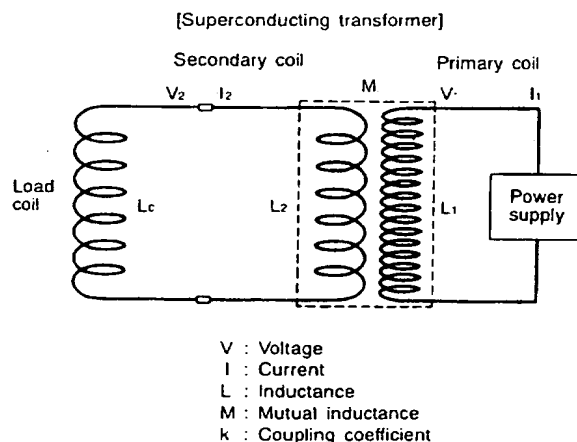 [Superconducting transformer]
Secondary coil
Primary coil
V2 I2 M V· I1
Load coil
Lc
L2
L1
Power supply
V : Voltage
I : Current
L : Inductance
M : Mutual inductance
k : Coupling coefficient